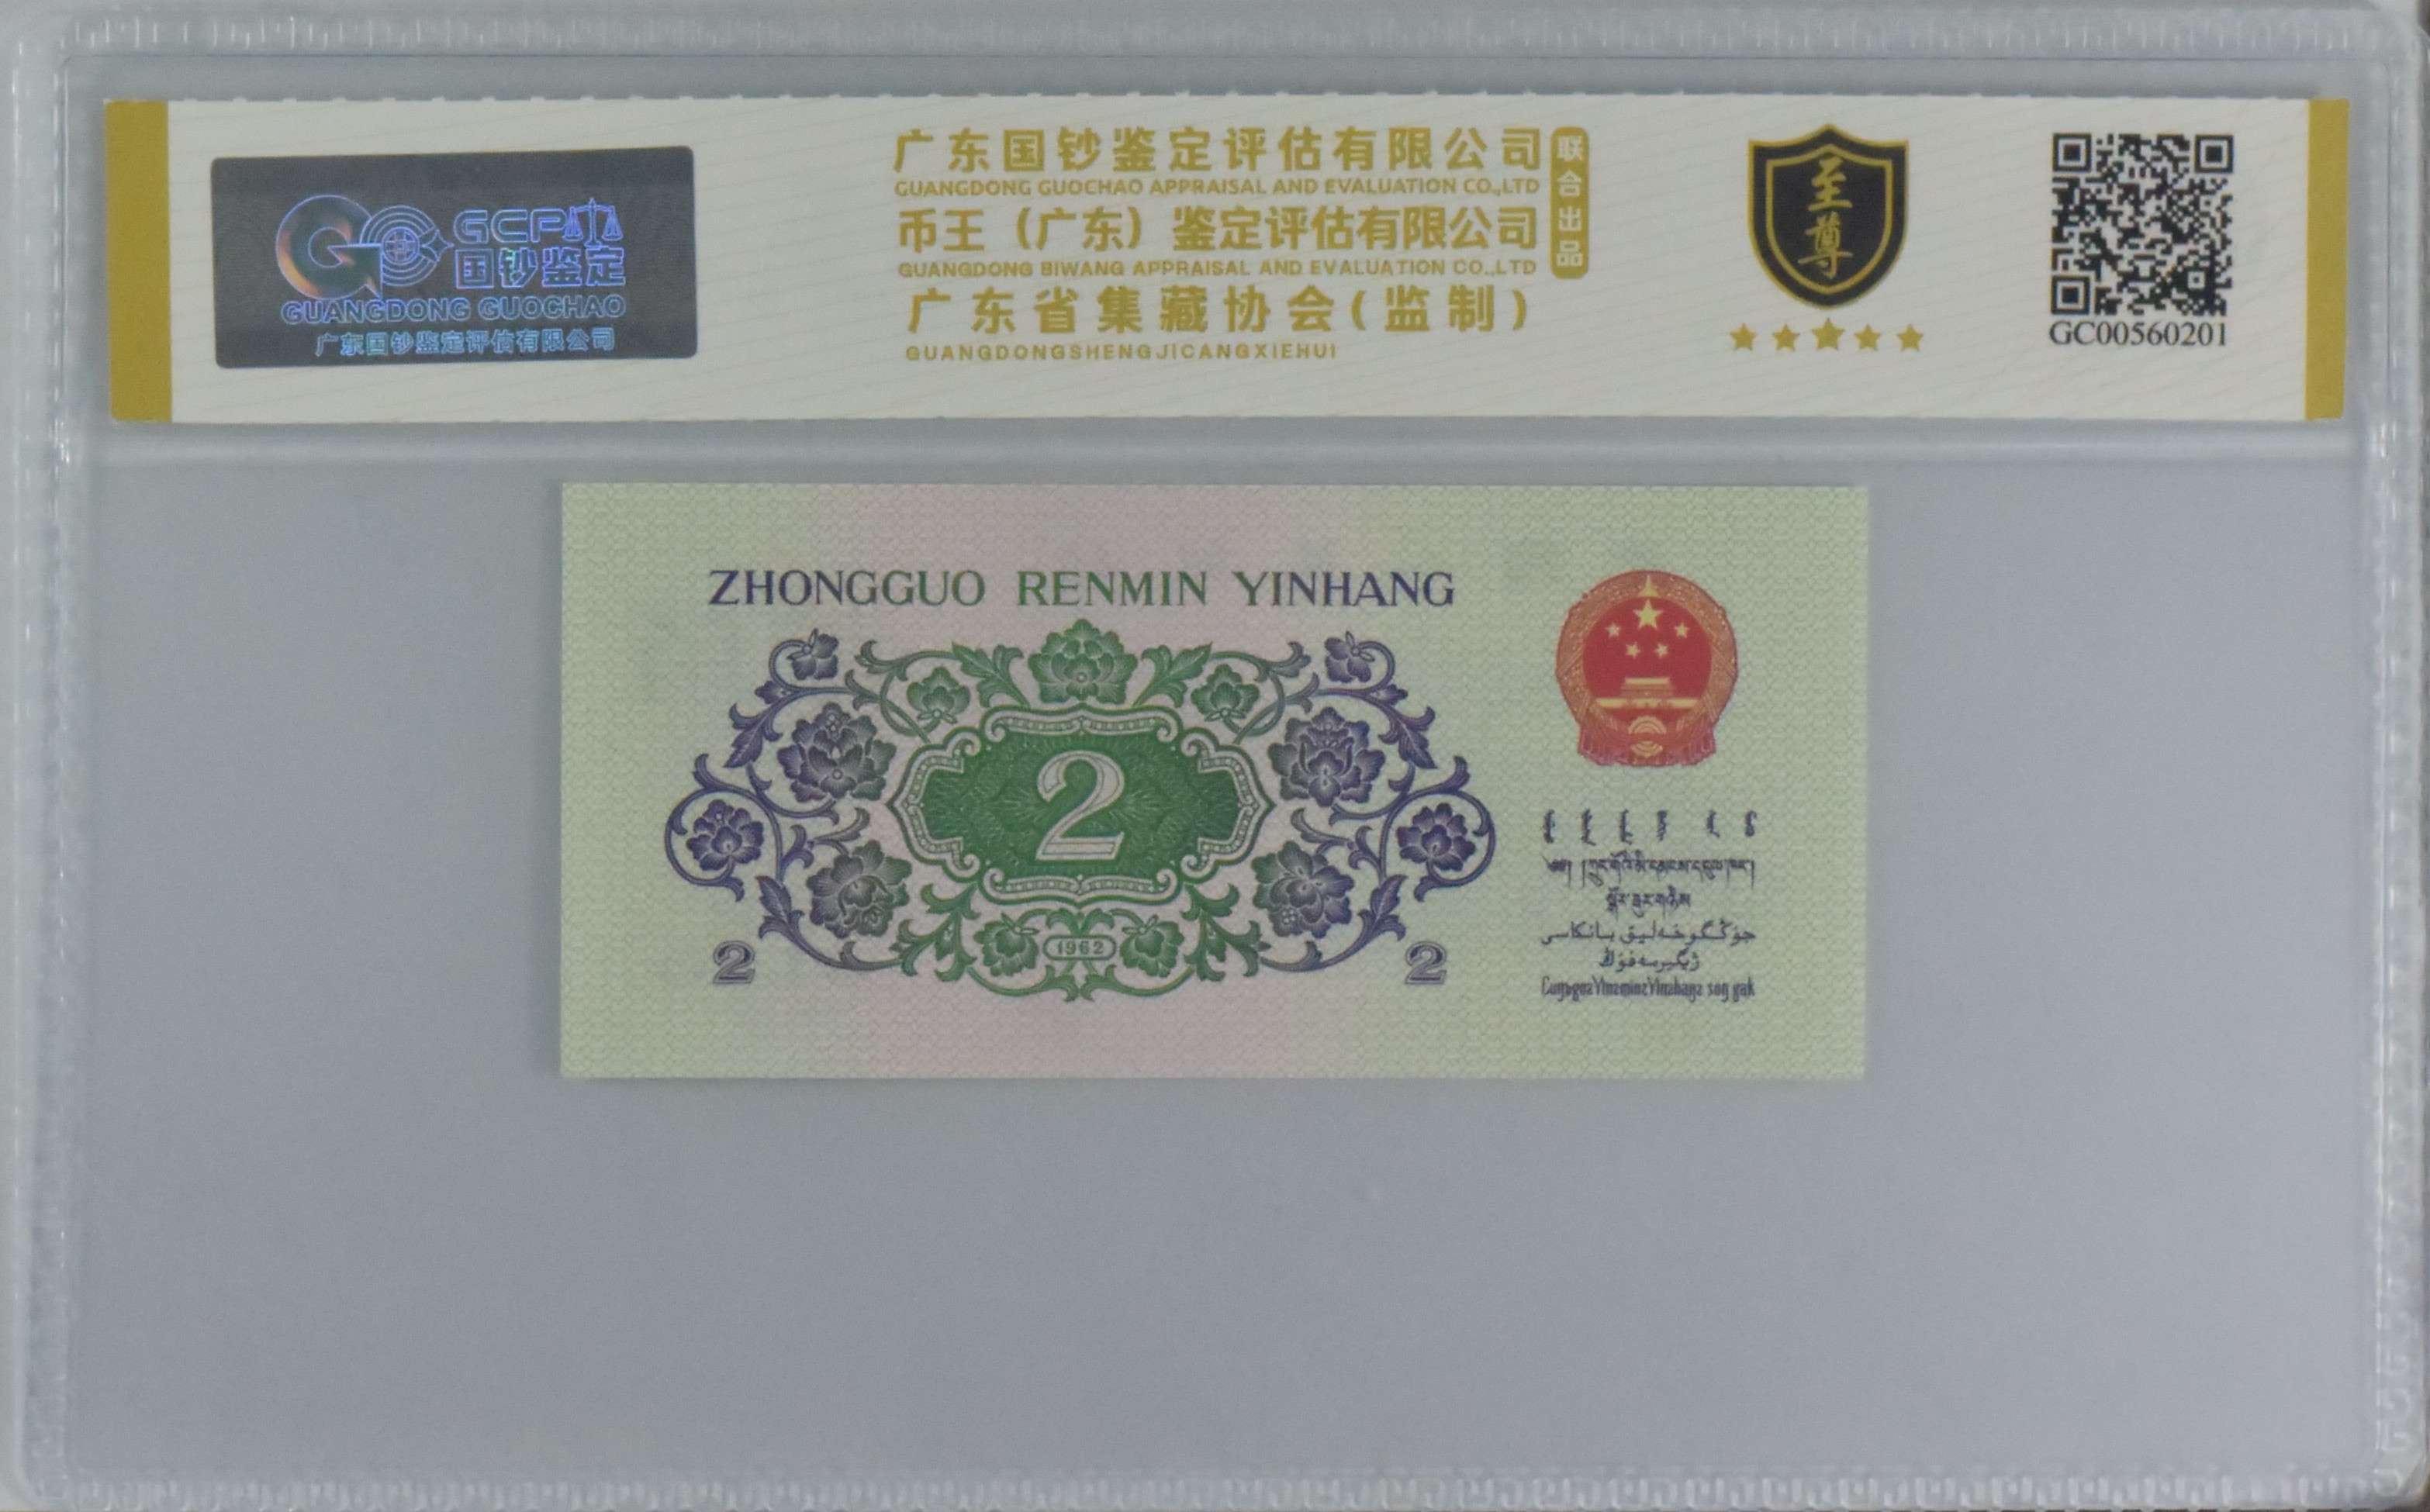 GCP
国钞鉴定
GUANGDONG GUOCHAO
广东国钞鉴定评估有限公司
广东国钞鉴定评估有限公司
GUANGDONG GUOCHAO APPRAISAL AND EVALUATION CO.,LTD
币王（广东）鉴定评估有限公司
GUANGDONG BIWANG APPRAISAL AND EVALUATION CO.,LTD
联合出品
广东省集藏协会(监制)
GUANGDONGSHENGJICANGXIEHUI
至尊
GC00560201
ZHONGGUO RENMIN YINHANG
2
1962
2
2
جۇڭگوخەلىق بانكاسى
ئىككى جياۋ